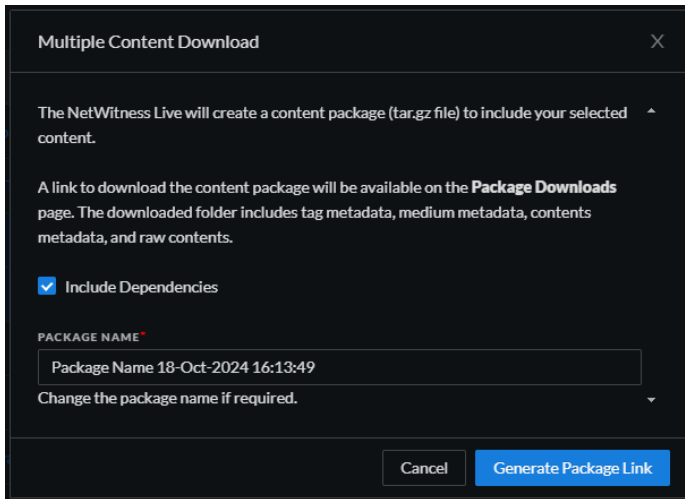 Multiple Content Download
The NetWitness Live will create a content package (tar.gz file) to include your selected
content.
A link to download the content package will be available on the Package Downloads
page. The downloaded folder includes tag metadata, medium metadata, contents
metadata, and raw contents.
Include Dependencies
PACKAGE NAME*
Package Name 18-Oct-2024 16:13:49
Change the package name if required.
Cancel Generate Package Link